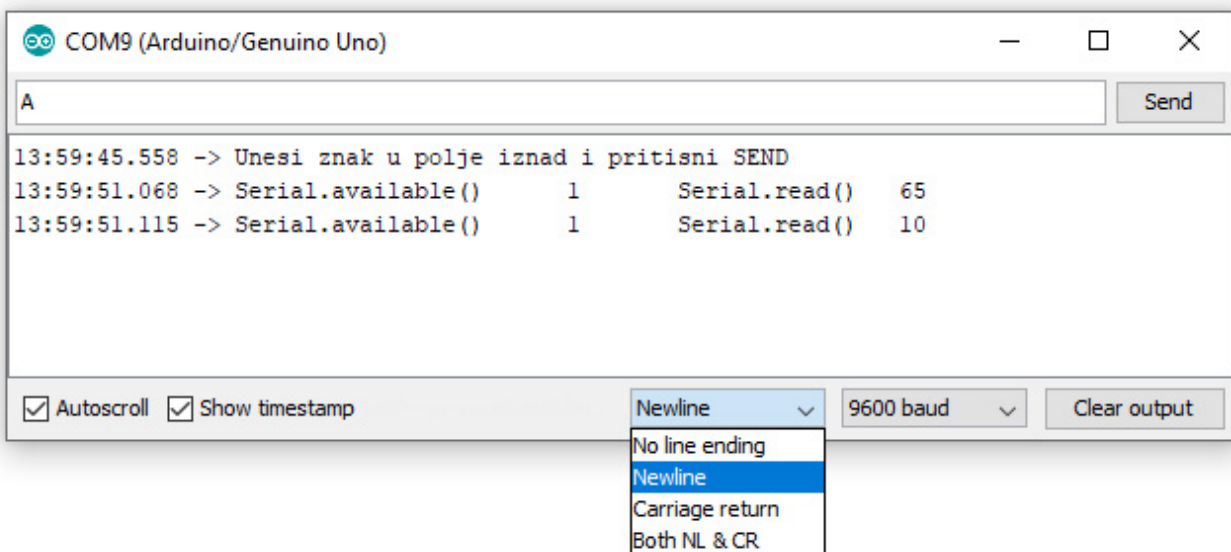 COM9 (Arduino/Genuino Uno)
A
Send
13:59:45.558 -> Unesi znak u polje iznad i pritisni SEND
13:59:51.068 -> Serial.available() 1 Serial.read() 65
13:59:51.115 -> Serial.available() 1 Serial.read() 10
Autoscroll Show timestamp Newline 9600 baud Clear output
No line ending
Newline
Carriage return
Both NL & CR